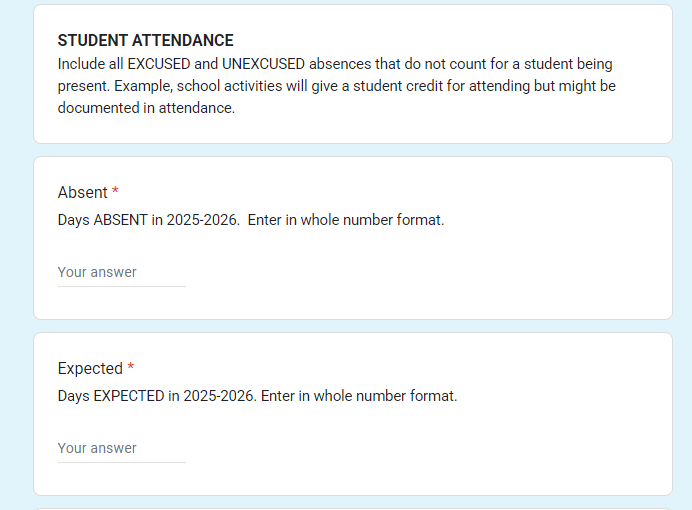 STUDENT ATTENDANCE
Include all EXCUSED and UNEXCUSED absences that do not count for a student being
present. Example, school activities will give a student credit for attending but might be
documented in attendance.
Absent *
Days ABSENT in 2025-2026.  Enter in whole number format.
Your answer
Expected *
Days EXPECTED in 2025-2026. Enter in whole number format.
Your answer